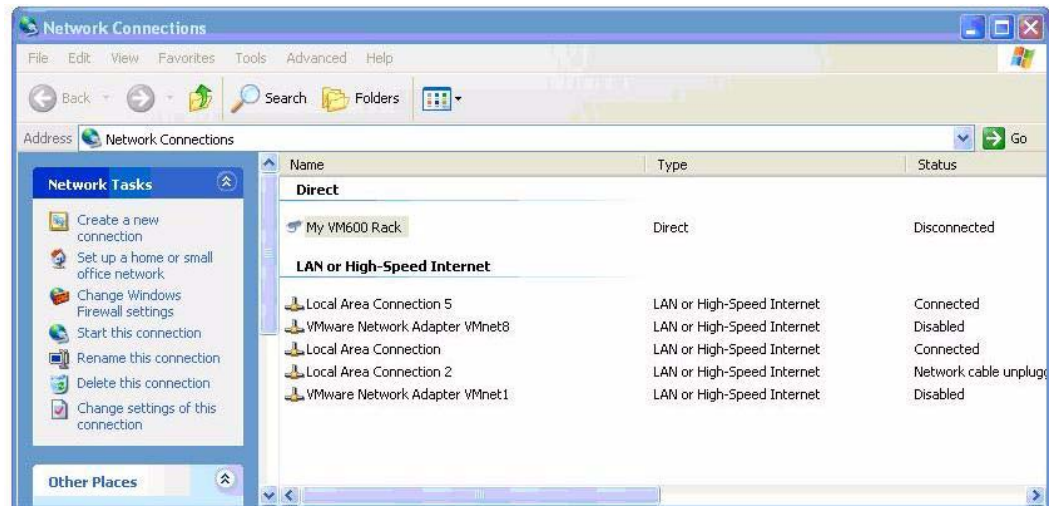 Network Connections
File Edit View Favorites Tools Advanced Help
Back Search Folders
Address Network Connections Go
Network Tasks
Create a new
connection
Set up a home or small
office network
Change Windows
Firewall settings
Start this connection
Rename this connection
Delete this connection
Change settings of this
connection
Other Places
Name Type Status
Direct
My VM600 Rack Direct Disconnected
LAN or High-Speed Internet
Local Area Connection 5 LAN or High-Speed Internet Connected
VMware Network Adapter VMnet8 LAN or High-Speed Internet Disabled
Local Area Connection LAN or High-Speed Internet Connected
Local Area Connection 2 LAN or High-Speed Internet Network cable unplugg
VMware Network Adapter VMnet1 LAN or High-Speed Internet Disabled